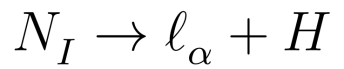 N_I → ℓ_α + H